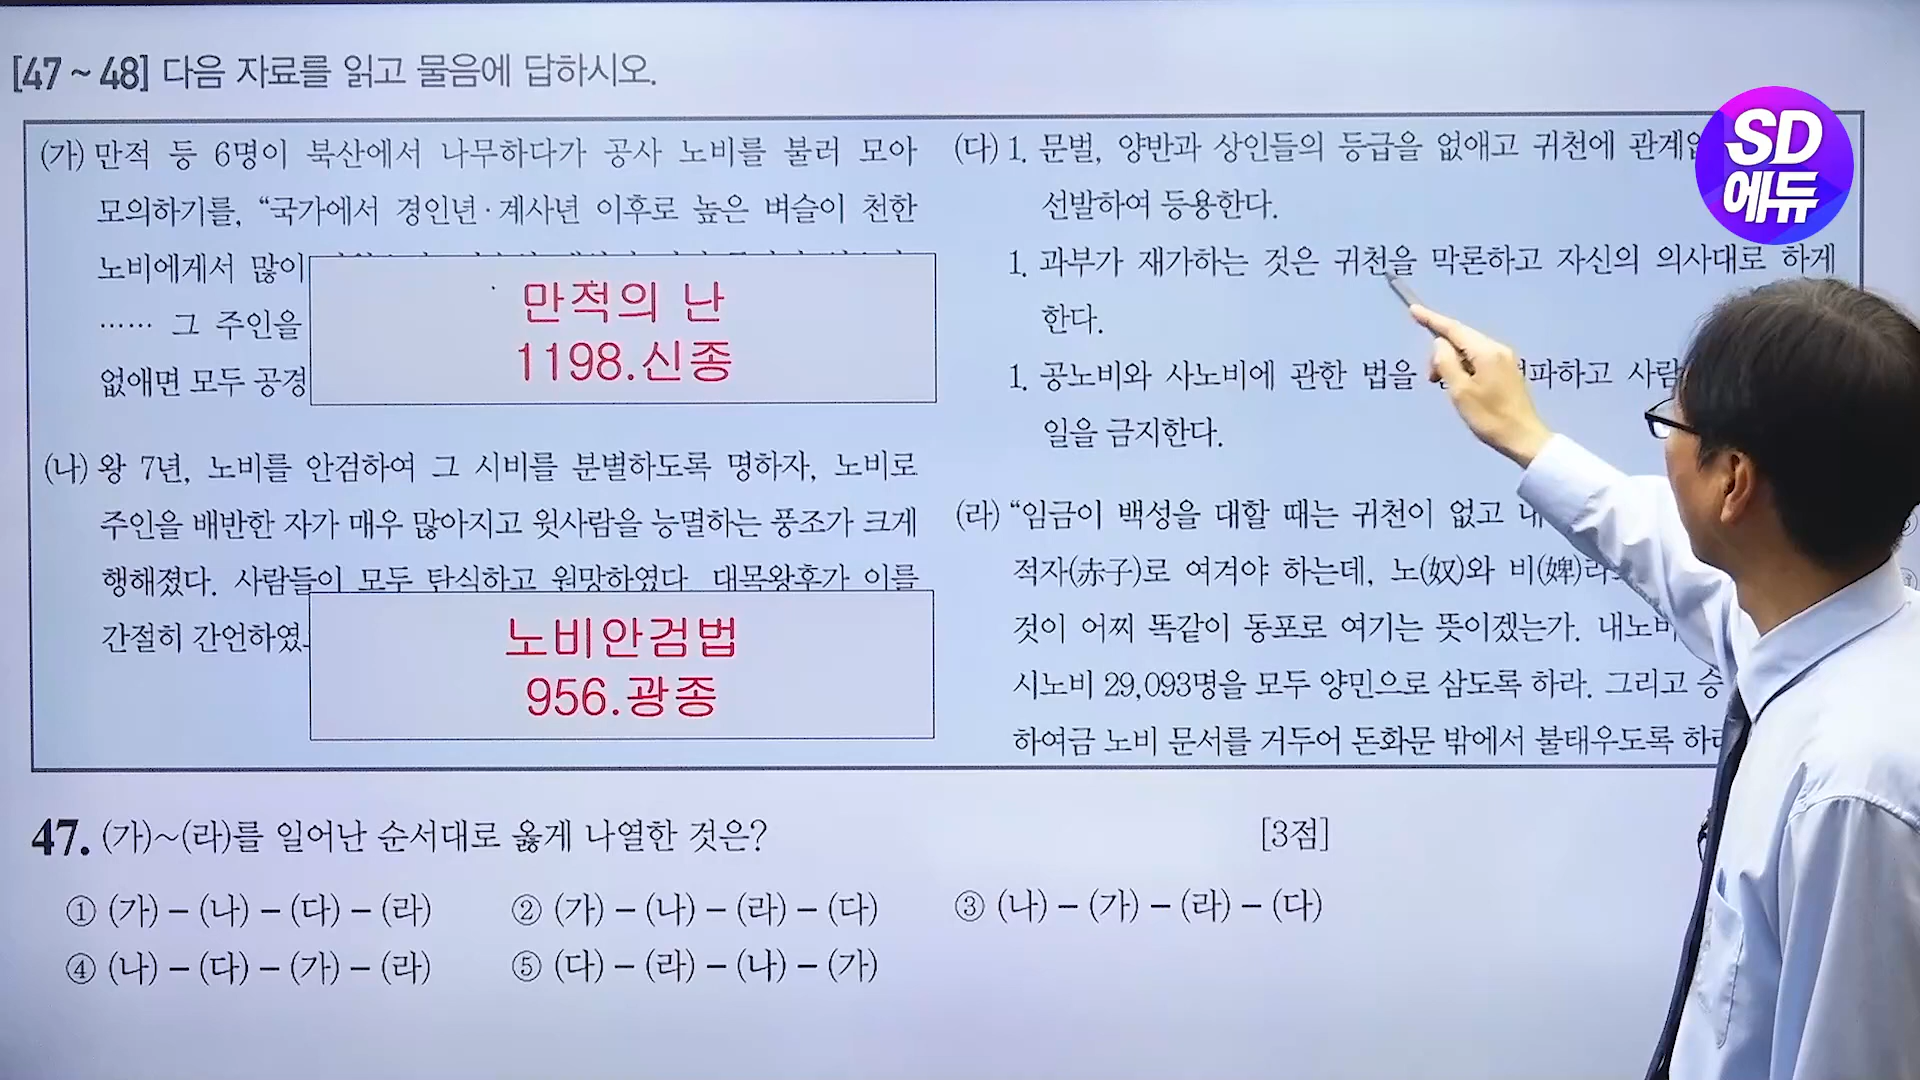 [47 ~ 48] 다음 자료를 읽고 물음에 답하시오.
(가) 만적 등 6명이 북산에서 나무하다가 공사 노비를 불러 모아
모의하기를, “국가에서 경인년·계사년 이후로 높은 벼슬이 천한
노비에게서 많이
…… 그 주인을
없애면 모두 공경
만적의 난
1198.신종
(나) 왕 7년, 노비를 안검하여 그 시비를 분별하도록 명하자, 노비로
주인을 배반한 자가 매우 많아지고 윗사람을 능멸하는 풍조가 크게
행해졌다. 사람들이 모두 탄식하고 원망하였다. 대목왕후가 이를
간절히 간언하였
노비안검법
956.광종
(다) 1. 문벌, 양반과 상인들의 등급을 없애고 귀천에 관계없
선발하여 등용한다.
1. 과부가 재가하는 것은 귀천을 막론하고 자신의 의사대로 하게
한다.
1. 공노비와 사노비에 관한 법을 파하고 사람
일을 금지한다.
(라) “임금이 백성을 대할 때는 귀천이 없고 내
적자(赤子)로 여겨야 하는데, 노(奴)와 비(婢)라
것이 어찌 똑같이 동포로 여기는 뜻이겠는가. 내노비
시노비 29,093명을 모두 양민으로 삼도록 하라. 그리고 승
하여금 노비 문서를 거두어 돈화문 밖에서 불태우도록 하라
SD
에듀
47. (가)~(라)를 일어난 순서대로 옳게 나열한 것은? [3점]
① (가) – (나) – (다) – (라) ② (가) – (나) – (라) – (다) ③ (나) – (가) – (라) – (다)
④ (나) – (다) – (가) – (라) ⑤ (다) – (라) – (나) – (가)